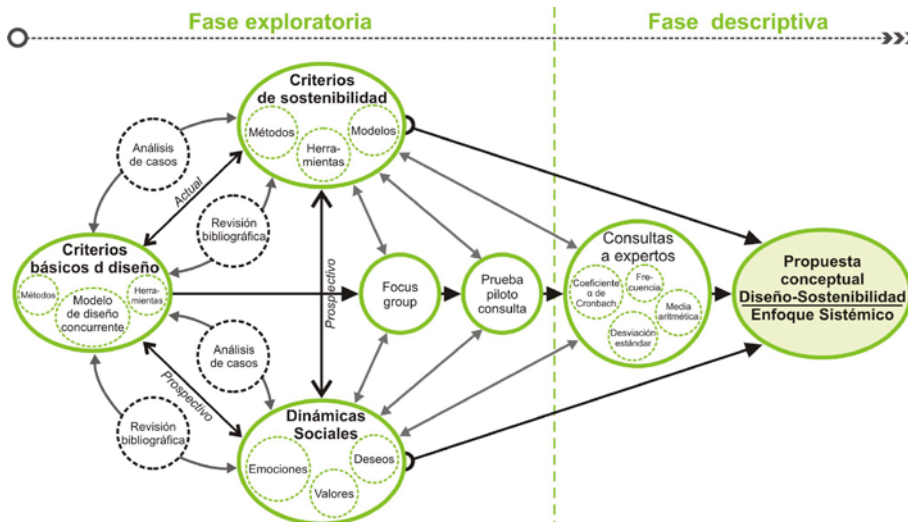 Fase exploratoria
Fase descriptiva
Criterios
de sostenibilidad
Métodos
Modelos
Herra-
mientas
Análisis
de casos
Actual
Revisión
bibliográfica
Criterios
básicos d diseño
Métodos
Herra-
mientas
Modelo
de diseño
concurrente
Prospectivo
Focus
group
Prueba
piloto
consulta
Consultas
a expertos
Coeficiente
α de
Cronbach
Fre-
cuencia,
Media
aritmética,
Desviación
estándar
Propuesta
conceptual
Diseño-Sostenibilidad
Enfoque Sistémico
Análisis
de casos
Prospectivo
Revisión
bibliográfica
Dinámicas
Sociales
Emociones
Deseos
Valores